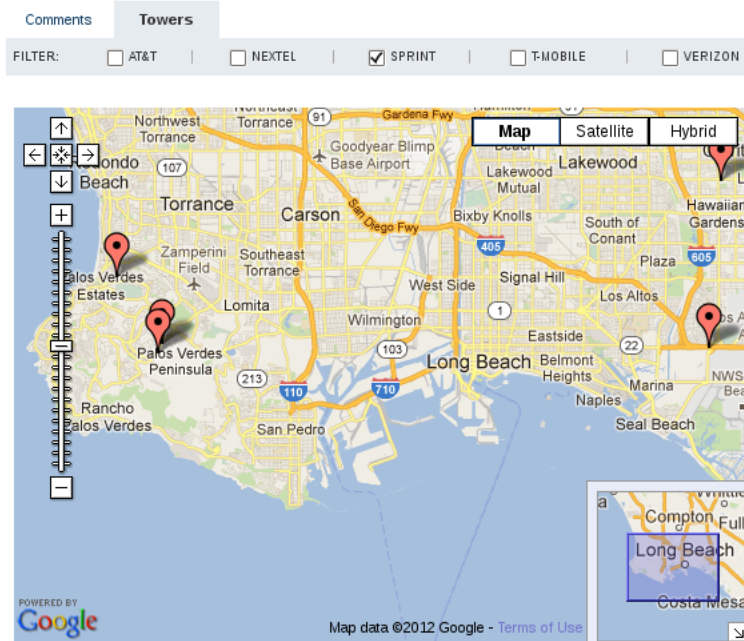 Comments
Towers
FILTER:
AT&T
NEXTEL
SPRINT
T-MOBILE
VERIZON
Map
Satellite
Hybrid
Northwest
Torrance
Torrance
91
Gardena Fwy
Goodyear Blimp
Base Airport
Beach
107
Lakewood
Mutual
Lakewood
Torrance
Carson
San Diego Fwy
Bixby Knolls
South of
Conant
Hawaiian
Gardens
405
605
Plaza
Zamperini
Field
Southeast
Torrance
Palos Verdes
Estates
West Side
Signal Hill
Los Altos
Lomita
Wilmington
1
Eastside
22
Palos Verdes
Peninsula
103
Long Beach
Belmont
Heights
213
110
710
Marina
Naples
Rancho
Palos Verdes
San Pedro
Seal Beach
NWS
Compton
Long Beach
Costa Mesa
POWERED BY
Google
Map data ©2012 Google - Terms of Use